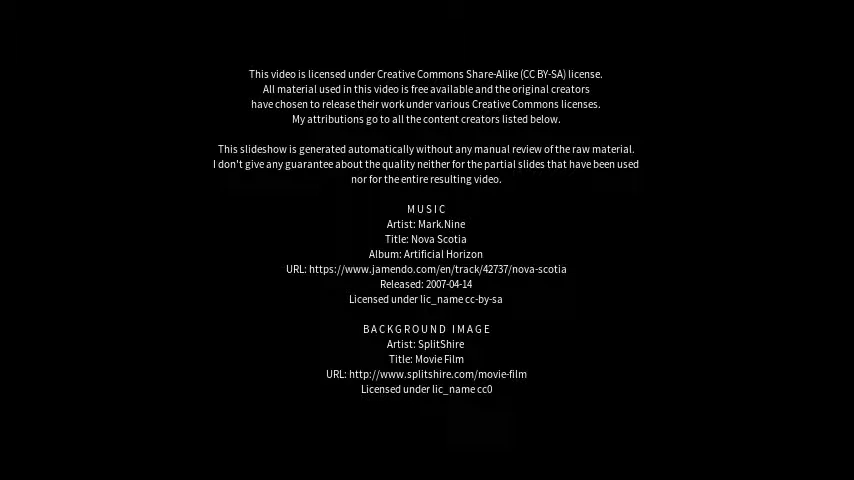 This video is licensed under Creative Commons Share-Alike (CC BY-SA) license.
All material used in this video is free available and the original creators
have chosen to release their work under various Creative Commons licenses.
My attributions go to all the content creators listed below.
This slideshow is generated automatically without any manual review of the raw material.
I don't give any guarantee about the quality neither for the partial slides that have been used
nor for the entire resulting video.
MUSIC
Artist: Mark.Nine
Title: Nova Scotia
Album: Artificial Horizon
URL: https://www.jamendo.com/en/track/42737/nova-scotia
Released: 2007-04-14
Licensed under lic_name cc-by-sa
BACKGROUND IMAGE
Artist: SplitShire
Title: Movie Film
URL: http://www.splitshire.com/movie-film
Licensed under lic_name cc0